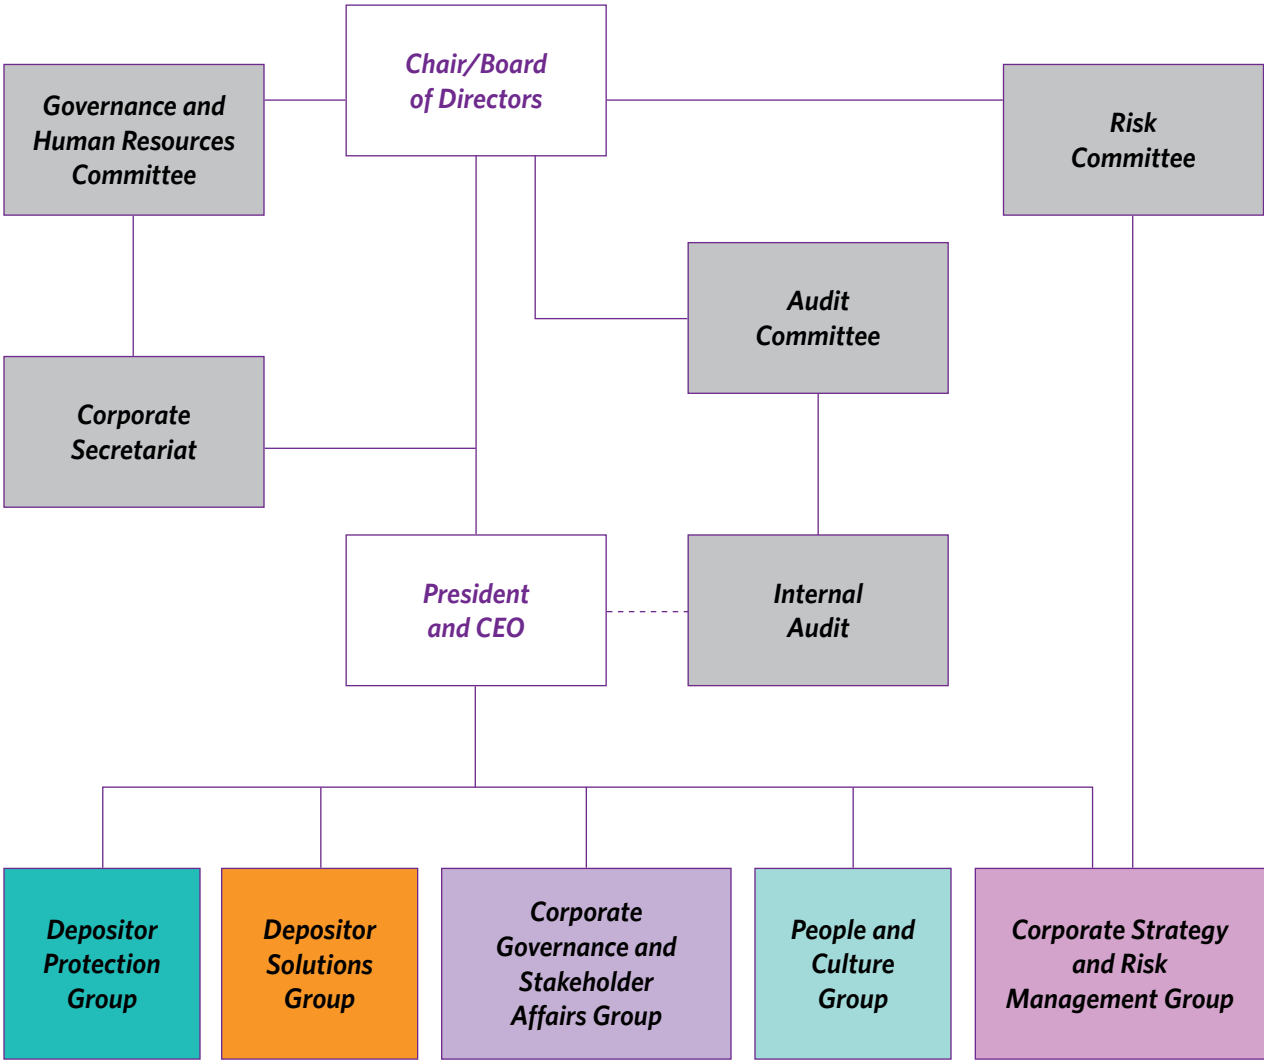 Chair/Board
of Directors
Governance and
Human Resources
Committee
Risk
Committee
Audit
Committee
Corporate
Secretariat
President
and CEO
Internal
Audit
Depositor
Protection
Group
Depositor
Solutions
Group
Corporate
Governance and
Stakeholder
Affairs Group
People and
Culture
Group
Corporate Strategy
and Risk
Management Group